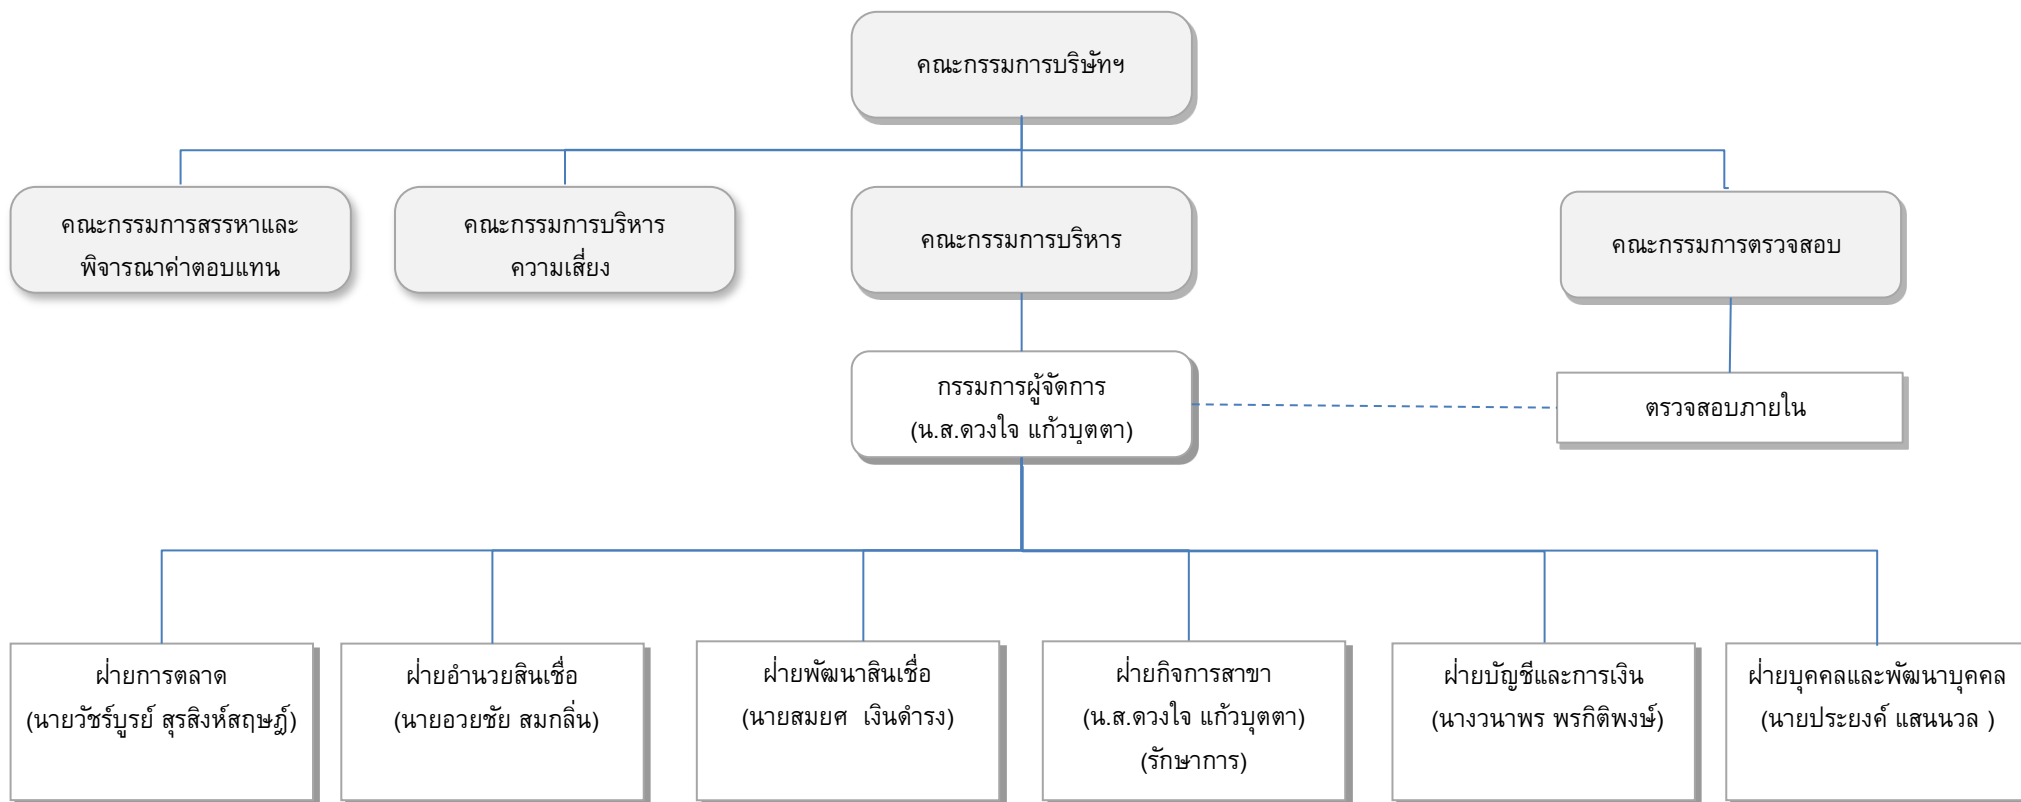 คณะกรรมการบริษัทฯ
คณะกรรมการสรรหาและ
พิจารณาค่าตอบแทน
คณะกรรมการบริหาร
ความเสี่ยง
คณะกรรมการบริหาร
คณะกรรมการตรวจสอบ
กรรมการผู้จัดการ
(น.ส.ดวงใจ แก้วบุตตา)
ตรวจสอบภายใน
ฝ่ายการตลาด
(นายวัชร์บูรย์ สุรสิงห์สฤษฎ์)
ฝ่ายอำนวยสินเชื่อ
(นายอวยชัย สมกลิ่น)
ฝ่ายพัฒนาสินเชื่อ
(นายสมยศ  เงินดำรง)
ฝ่ายกิจการสาขา
(น.ส.ดวงใจ แก้วบุตตา)
(รักษาการ)
ฝ่ายบัญชีและการเงิน
(นางวนาพร พรกิติพงษ์)
ฝ่ายบุคคลและพัฒนาบุคคล
(นายประยงค์ แสนนวล )